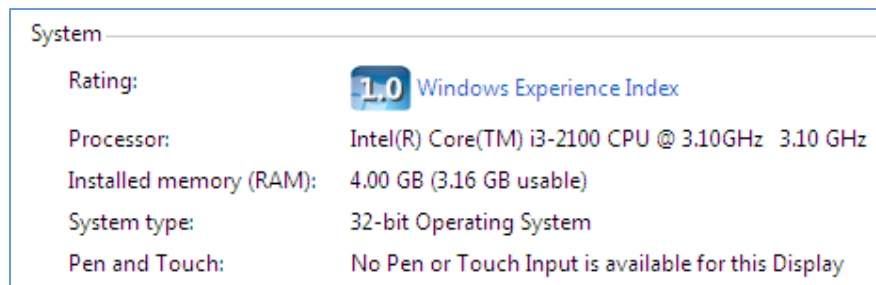 System
Rating: 1.0 Windows Experience Index
Processor: Intel(R) Core(TM) i3-2100 CPU @ 3.10GHz 3.10 GHz
Installed memory (RAM): 4.00 GB (3.16 GB usable)
System type: 32-bit Operating System
Pen and Touch: No Pen or Touch Input is available for this Display